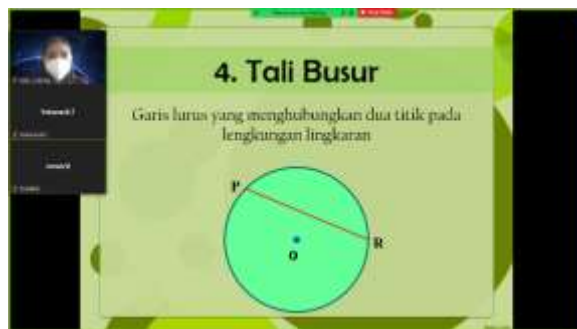 4. Tali Busur
Garis lurus yang menghubungkan dua titik pada
lengkungan lingkaran
P
R
O